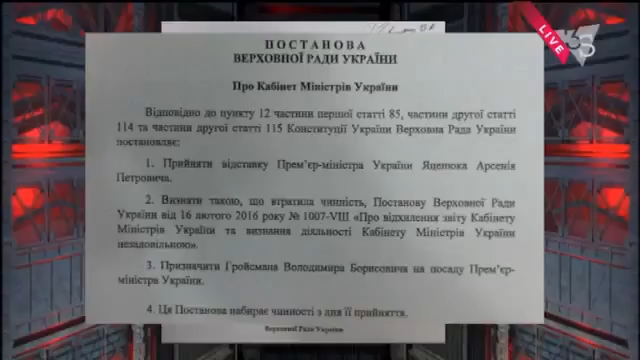 ПОСТАНОВА
ВЕРХОВНОЇ РАДИ УКРАЇНИ
Про Кабінет Міністрів України
Відповідно до пункту 12 частини першої статті 85, частини другої статті
114 та частини другої статті 115 Конституції України Верховна Рада України
постановляє:
1. Прийняти відставку Прем'єр-міністра України Яценюка Арсенія
Петровича.
2. Визнати такою, що втратила чинність, Постанову Верховної Ради
України від 16 лютого 2016 року № 1007-VIII «Про відхилення звіту Кабінету
Міністрів України та визнання діяльності Кабінету Міністрів України
незадовільною».
3. Призначити Гройсмана Володимира Борисовича на посаду Прем'єр-
міністра України.
4. Ця Постанова набирає чинності з дня її прийняття.
Верховної Ради України
LIVE